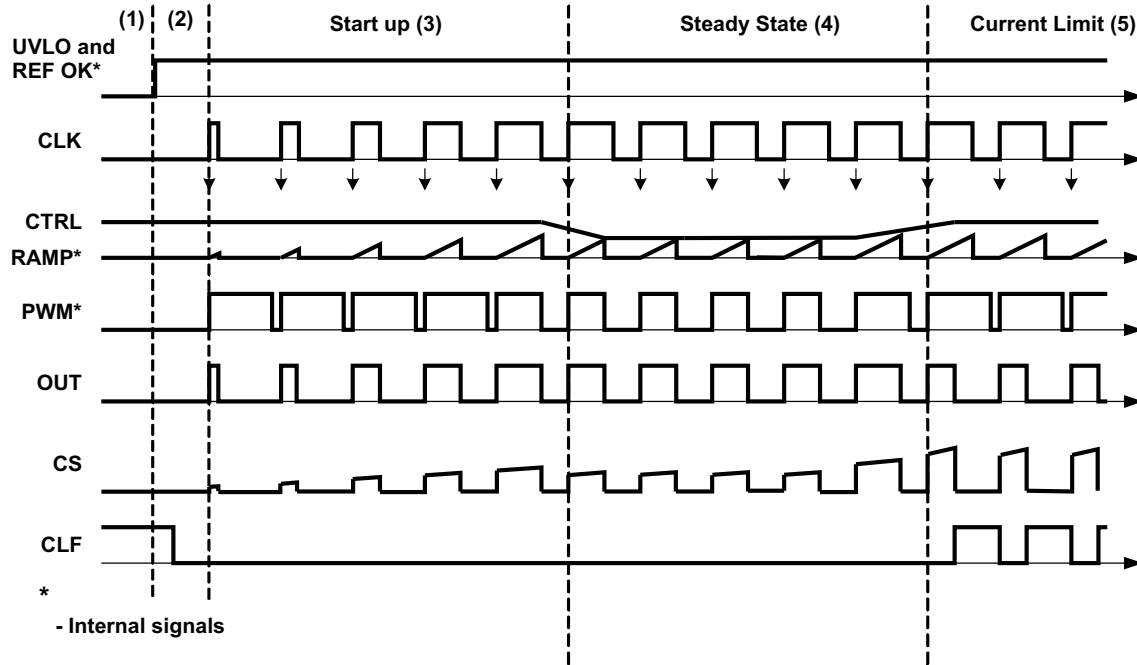 (1) (2) Start up (3) Steady State (4) Current Limit (5)
UVLO and
REF OK*
CLK
CTRL
RAMP*
PWM*
OUT
CS
CLF
*
- Internal signals